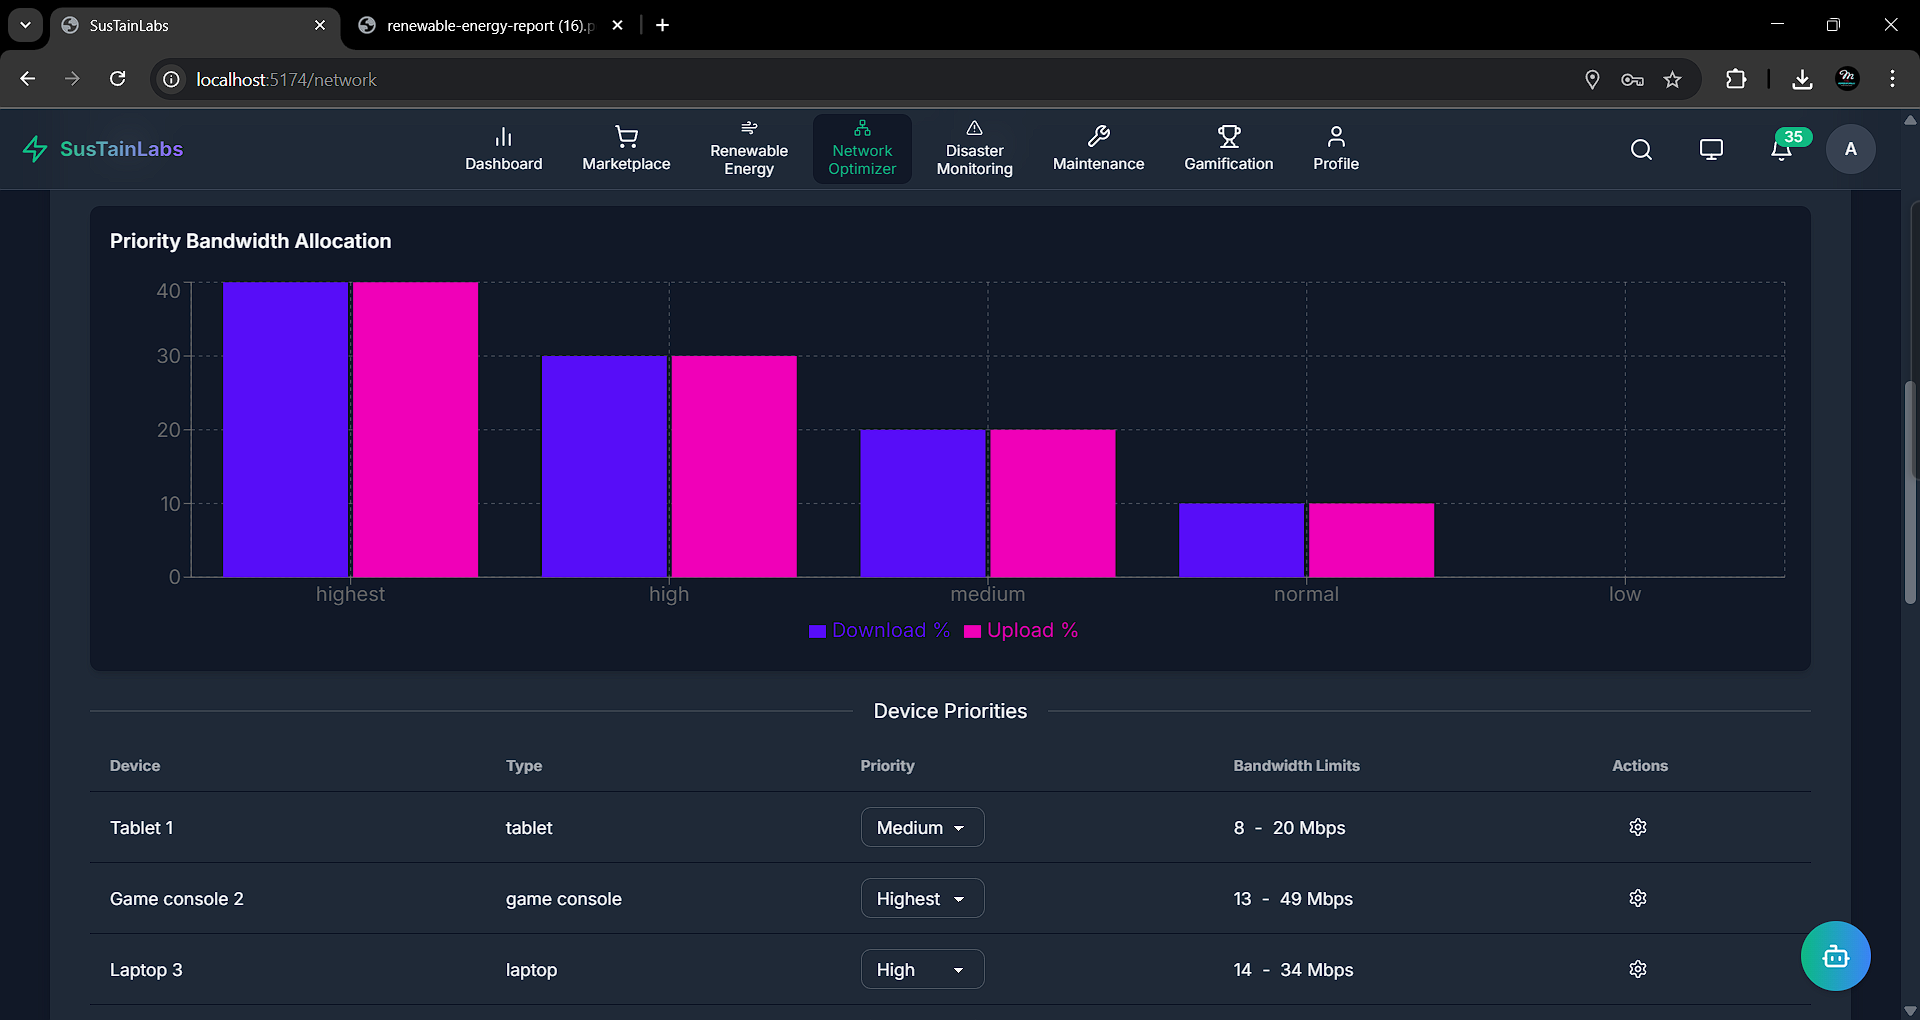 SusTainLabs
renewable-energy-report (16).p
localhost:5174/network
SusTainLabs
Dashboard
Marketplace
Renewable
Energy
Network
Optimizer
Disaster
Monitoring
Maintenance
Gamification
Profile
35
A
Priority Bandwidth Allocation
40
30
20
10
0
highest high medium normal low
Download % Upload %
Device Priorities
Device Type Priority Bandwidth Limits Actions
Tablet 1 tablet Medium 8 - 20 Mbps
Game console 2 game console Highest 13 - 49 Mbps
Laptop 3 laptop High 14 - 34 Mbps